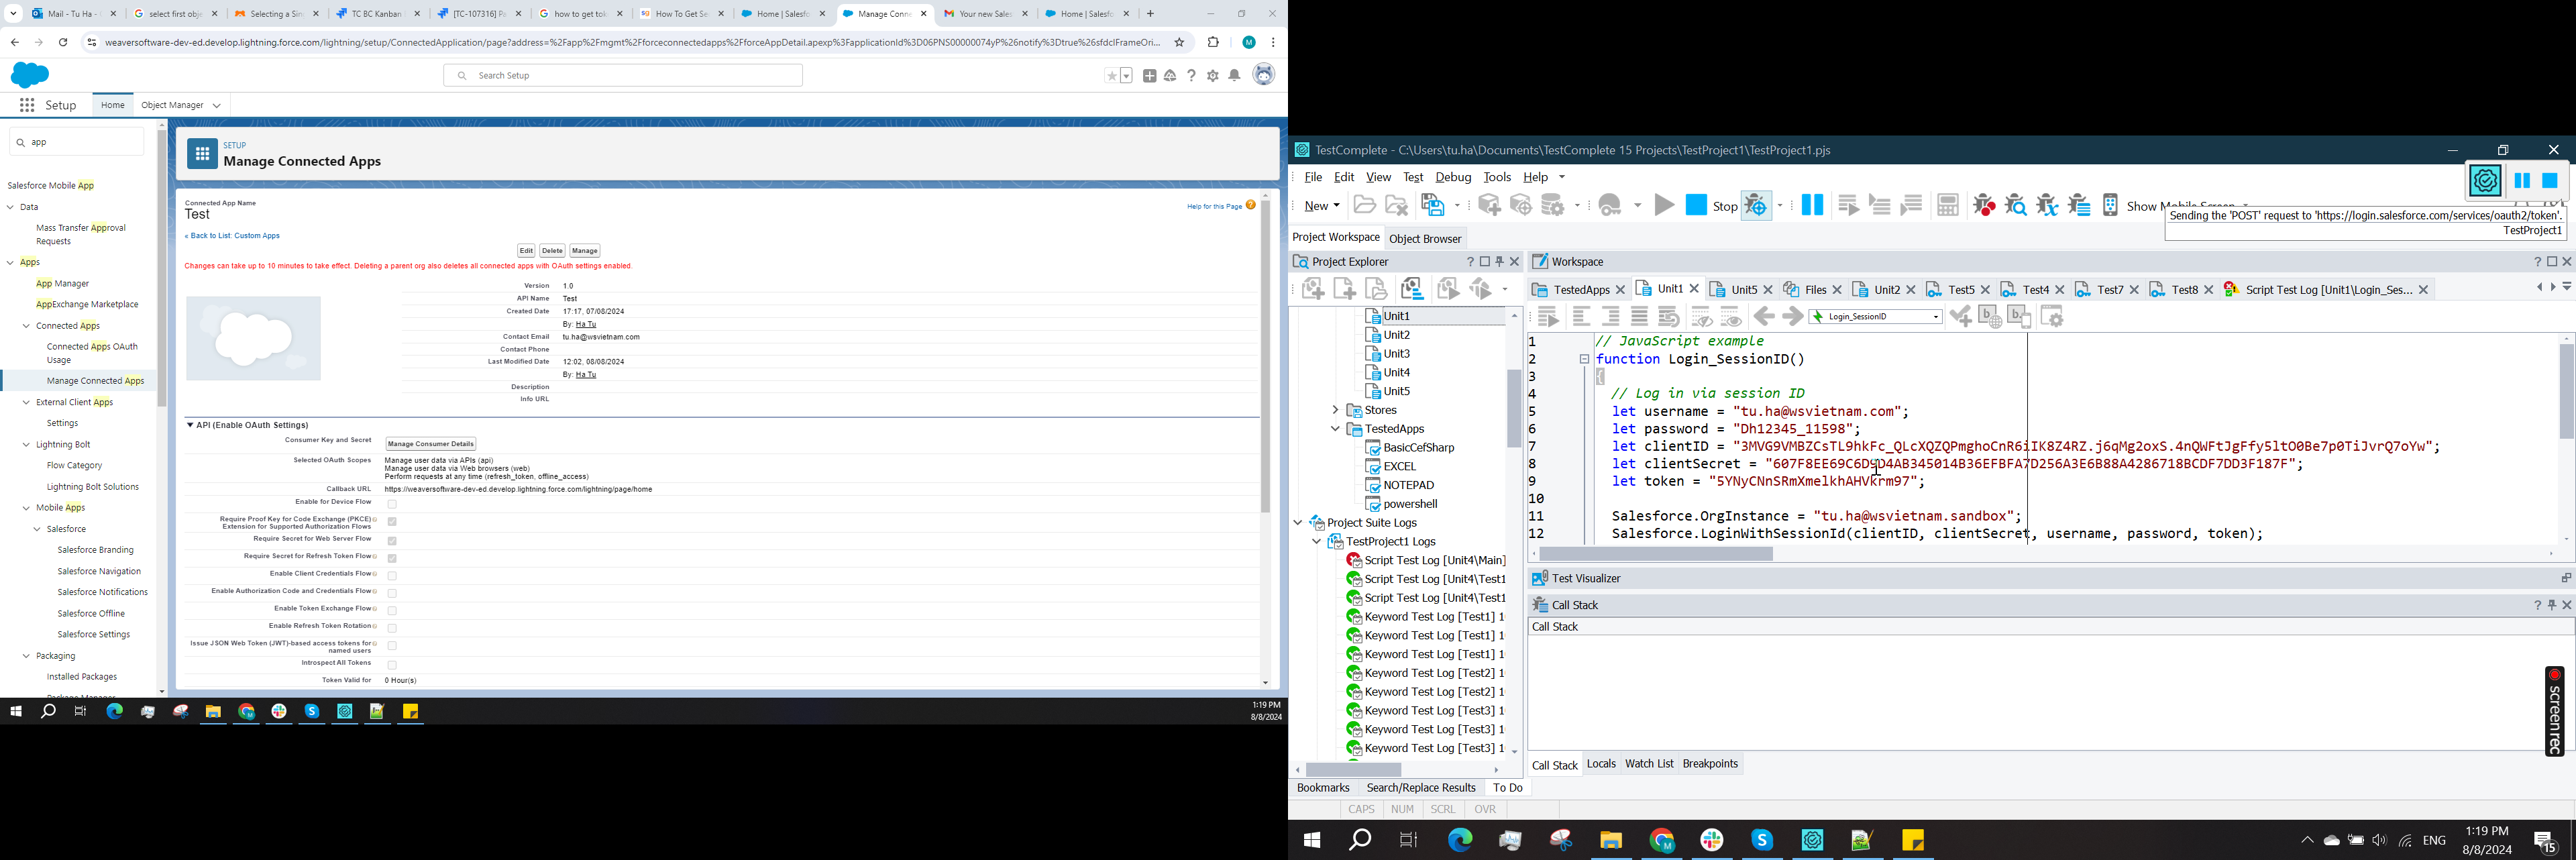 Mail - Tu Ha -
select first obje
Selecting a Sin
TC BC Kanban
[TC-107316] Pa
how to get tok
How To Get Se
Home | Salesfo
Manage Conne
Your new Sales
Home | Salesfo
weaversoftware-dev-ed.develop.lightning.force.com/lightning/setup/ConnectedApplication/page?address=%2Fapp%2Fmgmt%2Fforceconnectedapps%2FforceAppDetail.apexp%3FapplicationId%3D06PNS00000074yP%26notify%3Dtrue%26sfdcIFrameOri...
Search Setup
Setup
Home
Object Manager
app
Salesforce Mobile App
Data
Mass Transfer Approval
Requests
Apps
App Manager
AppExchange Marketplace
Connected Apps
Connected Apps OAuth
Usage
Manage Connected Apps
External Client Apps
Settings
Lightning Bolt
Flow Category
Lightning Bolt Solutions
Mobile Apps
Salesforce
Salesforce Branding
Salesforce Navigation
Salesforce Notifications
Salesforce Offline
Salesforce Settings
Packaging
Installed Packages
SETUP
Manage Connected Apps
Connected App Name
Test
Help for this Page
« Back to List: Custom Apps
Edit Delete Manage
Changes can take up to 10 minutes to take effect. Deleting a parent org also deletes all connected apps with OAuth settings enabled.
Version 1.0
API Name Test
Created Date 17:17, 07/08/2024
By: Ha Tu
Contact Email tu.ha@wsvietnam.com
Contact Phone
Last Modified Date 12:02, 08/08/2024
By: Ha Tu
Description
Info URL
API (Enable OAuth Settings)
Consumer Key and Secret Manage Consumer Details
Selected OAuth Scopes Manage user data via APIs (api)
Manage user data via Web browsers (web)
Perform requests at any time (refresh_token, offline_access)
Callback URL https://weaversoftware-dev-ed.develop.lightning.force.com/lightning/page/home
Enable for Device Flow
Require Proof Key for Code Exchange (PKCE)
Extension for Supported Authorization Flows
Require Secret for Web Server Flow
Require Secret for Refresh Token Flow
Enable Client Credentials Flow
Enable Authorization Code and Credentials Flow
Enable Token Exchange Flow
Enable Refresh Token Rotation
Issue JSON Web Token (JWT)-based access tokens for
named users
Introspect All Tokens
Token Valid for 0 Hour(s)
1:19 PM
8/8/2024
TestComplete - C:\Users\tu.ha\Documents\TestComplete 15 Projects\TestProject1\TestProject1.pjs
File Edit View Test Debug Tools Help
New
Stop
Show Mobile Screen
Sending the 'POST' request to 'https://login.salesforce.com/services/oauth2/token'.
TestProject1
Project Workspace
Object Browser
Project Explorer
Unit1
Unit2
Unit3
Unit4
Unit5
Stores
TestedApps
BasicCefSharp
EXCEL
NOTEPAD
powershell
Project Suite Logs
TestProject1 Logs
Script Test Log [Unit4\Main]
Script Test Log [Unit4\Test1
Script Test Log [Unit4\Test1
Keyword Test Log [Test1] 1
Keyword Test Log [Test1] 1
Keyword Test Log [Test1] 1
Keyword Test Log [Test2] 1
Keyword Test Log [Test2] 1
Keyword Test Log [Test3] 1
Keyword Test Log [Test3] 1
Keyword Test Log [Test3] 1
Workspace
TestedApps
Unit1
Unit5
Files
Unit2
Test5
Test4
Test7
Test8
Script Test Log [Unit1\Login_Ses...
Login_SessionID
1 // JavaScript example
2 function Login_SessionID()
3 {
4 // Log in via session ID
5 let username = "tu.ha@wsvietnam.com";
6 let password = "Dh12345_11598";
7 let clientID = "3MVG9VMBZCsTL9hkFc_QLcXQZQPmghoCnR6iIK8Z4RZ.j6qMg2oxS.4nQWFtJgFfy5ltO0Be7p0TiJvrQ7oYw";
8 let clientSecret = "607F8EE69C6D9D4AB345014B36EFBFA7D256A3E6B88A4286718BCDF7DD3F187F";
9 let token = "5YNyCNnSRmXmelkhAHVkrm97";
10
11 Salesforce.OrgInstance = "tu.ha@wsvietnam.sandbox";
12 Salesforce.LoginWithSessionId(clientID, clientSecret, username, password, token);
Test Visualizer
Call Stack
Call Stack
Call Stack Locals Watch List Breakpoints
Bookmarks Search/Replace Results To Do
CAPS NUM SCRL OVR
screenrec
ENG
1:19 PM
8/8/2024
15